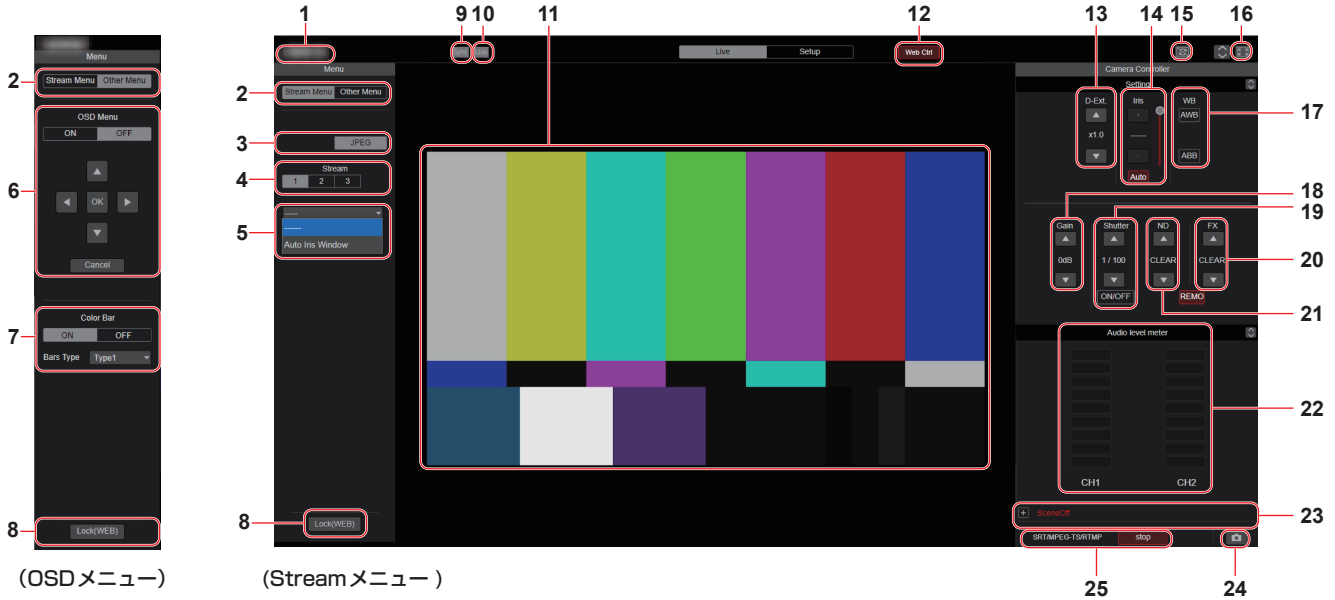 1
9
10
11
12
13
14
15
16
Menu
2
Stream Menu
Other Menu
OSD Menu
ON
OFF
6
OK
Cancel
7
Color Bar
ON
OFF
Bars Type
Type1
8
Lock(WEB)
(OSDメニュー)
Live
Setup
Web Ctrl
Menu
2
Stream Menu
Other Menu
3
JPEG
4
Stream
1
2
3
5
Auto Iris Window
8
Lock(WEB)
(Streamメニュー)
Camera Controller
Setting
D-Ext.
x1.0
Iris
Auto
WB
AWB
ABB
17
18
19
Gain
0dB
Shutter
1 / 100
ON/OFF
ND
CLEAR
FX
CLEAR
REMO
20
21
Audio level meter
22
CH1
CH2
SceneOff
23
SRT/MPEG-TS/RTMP
stop
25
24